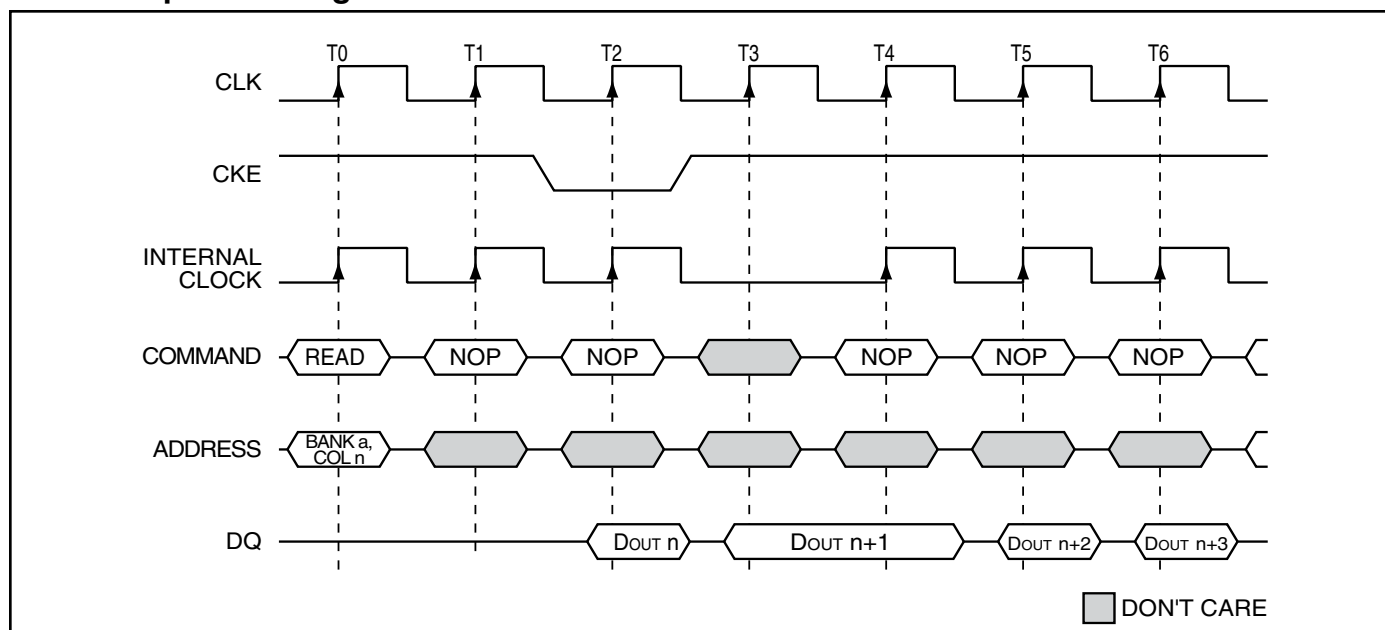 T0 T1 T2 T3 T4 T5 T6
CLK
CKE
INTERNAL
CLOCK
COMMAND READ NOP NOP NOP NOP NOP
ADDRESS BANK a,
COL n
DQ DOUT n DOUT n+1 DOUT n+2 DOUT n+3
DON'T CARE